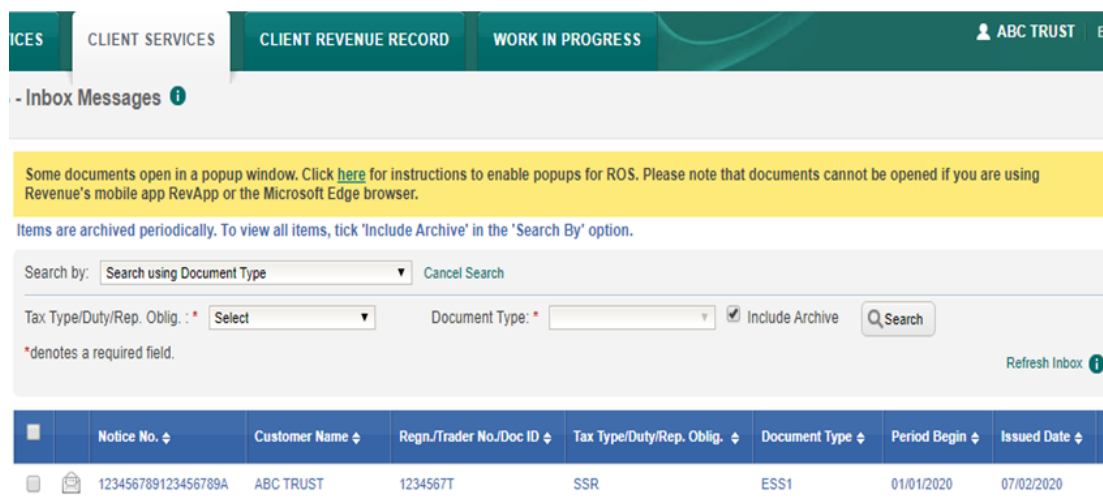 ICES CLIENT SERVICES CLIENT REVENUE RECORD WORK IN PROGRESS ABC TRUST E
- Inbox Messages i
Some documents open in a popup window. Click here for instructions to enable popups for ROS. Please note that documents cannot be opened if you are using
Revenue's mobile app RevApp or the Microsoft Edge browser.
Items are archived periodically. To view all items, tick 'Include Archive' in the 'Search By' option.
Search by: Search using Document Type Cancel Search
Tax Type/Duty/Rep. Oblig. : * Select Document Type: * Include Archive Search
*denotes a required field.
Refresh Inbox i
Notice No. Customer Name Regn./Trader No./Doc ID Tax Type/Duty/Rep. Oblig. Document Type Period Begin Issued Date
123456789123456789A ABC TRUST 1234567T SSR ESS1 01/01/2020 07/02/2020